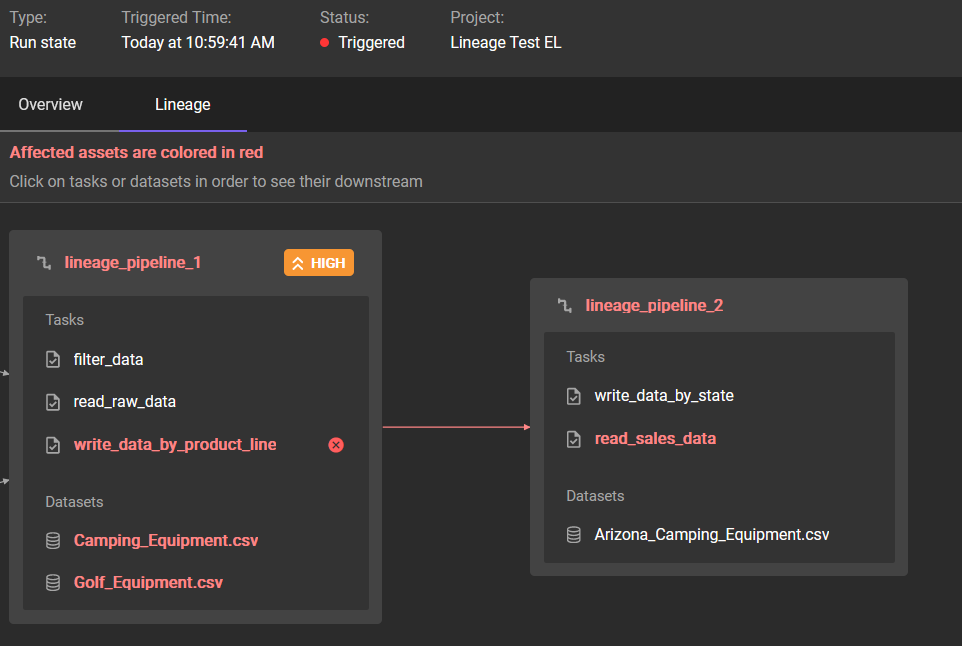 Type: Triggered Time: Status: Project:
Run state Today at 10:59:41 AM Triggered Lineage Test EL
Overview Lineage
Affected assets are colored in red
Click on tasks or datasets in order to see their downstream
lineage_pipeline_1 HIGH
Tasks
filter_data
read_raw_data
write_data_by_product_line
Datasets
Camping_Equipment.csv
Golf_Equipment.csv
lineage_pipeline_2
Tasks
write_data_by_state
read_sales_data
Datasets
Arizona_Camping_Equipment.csv